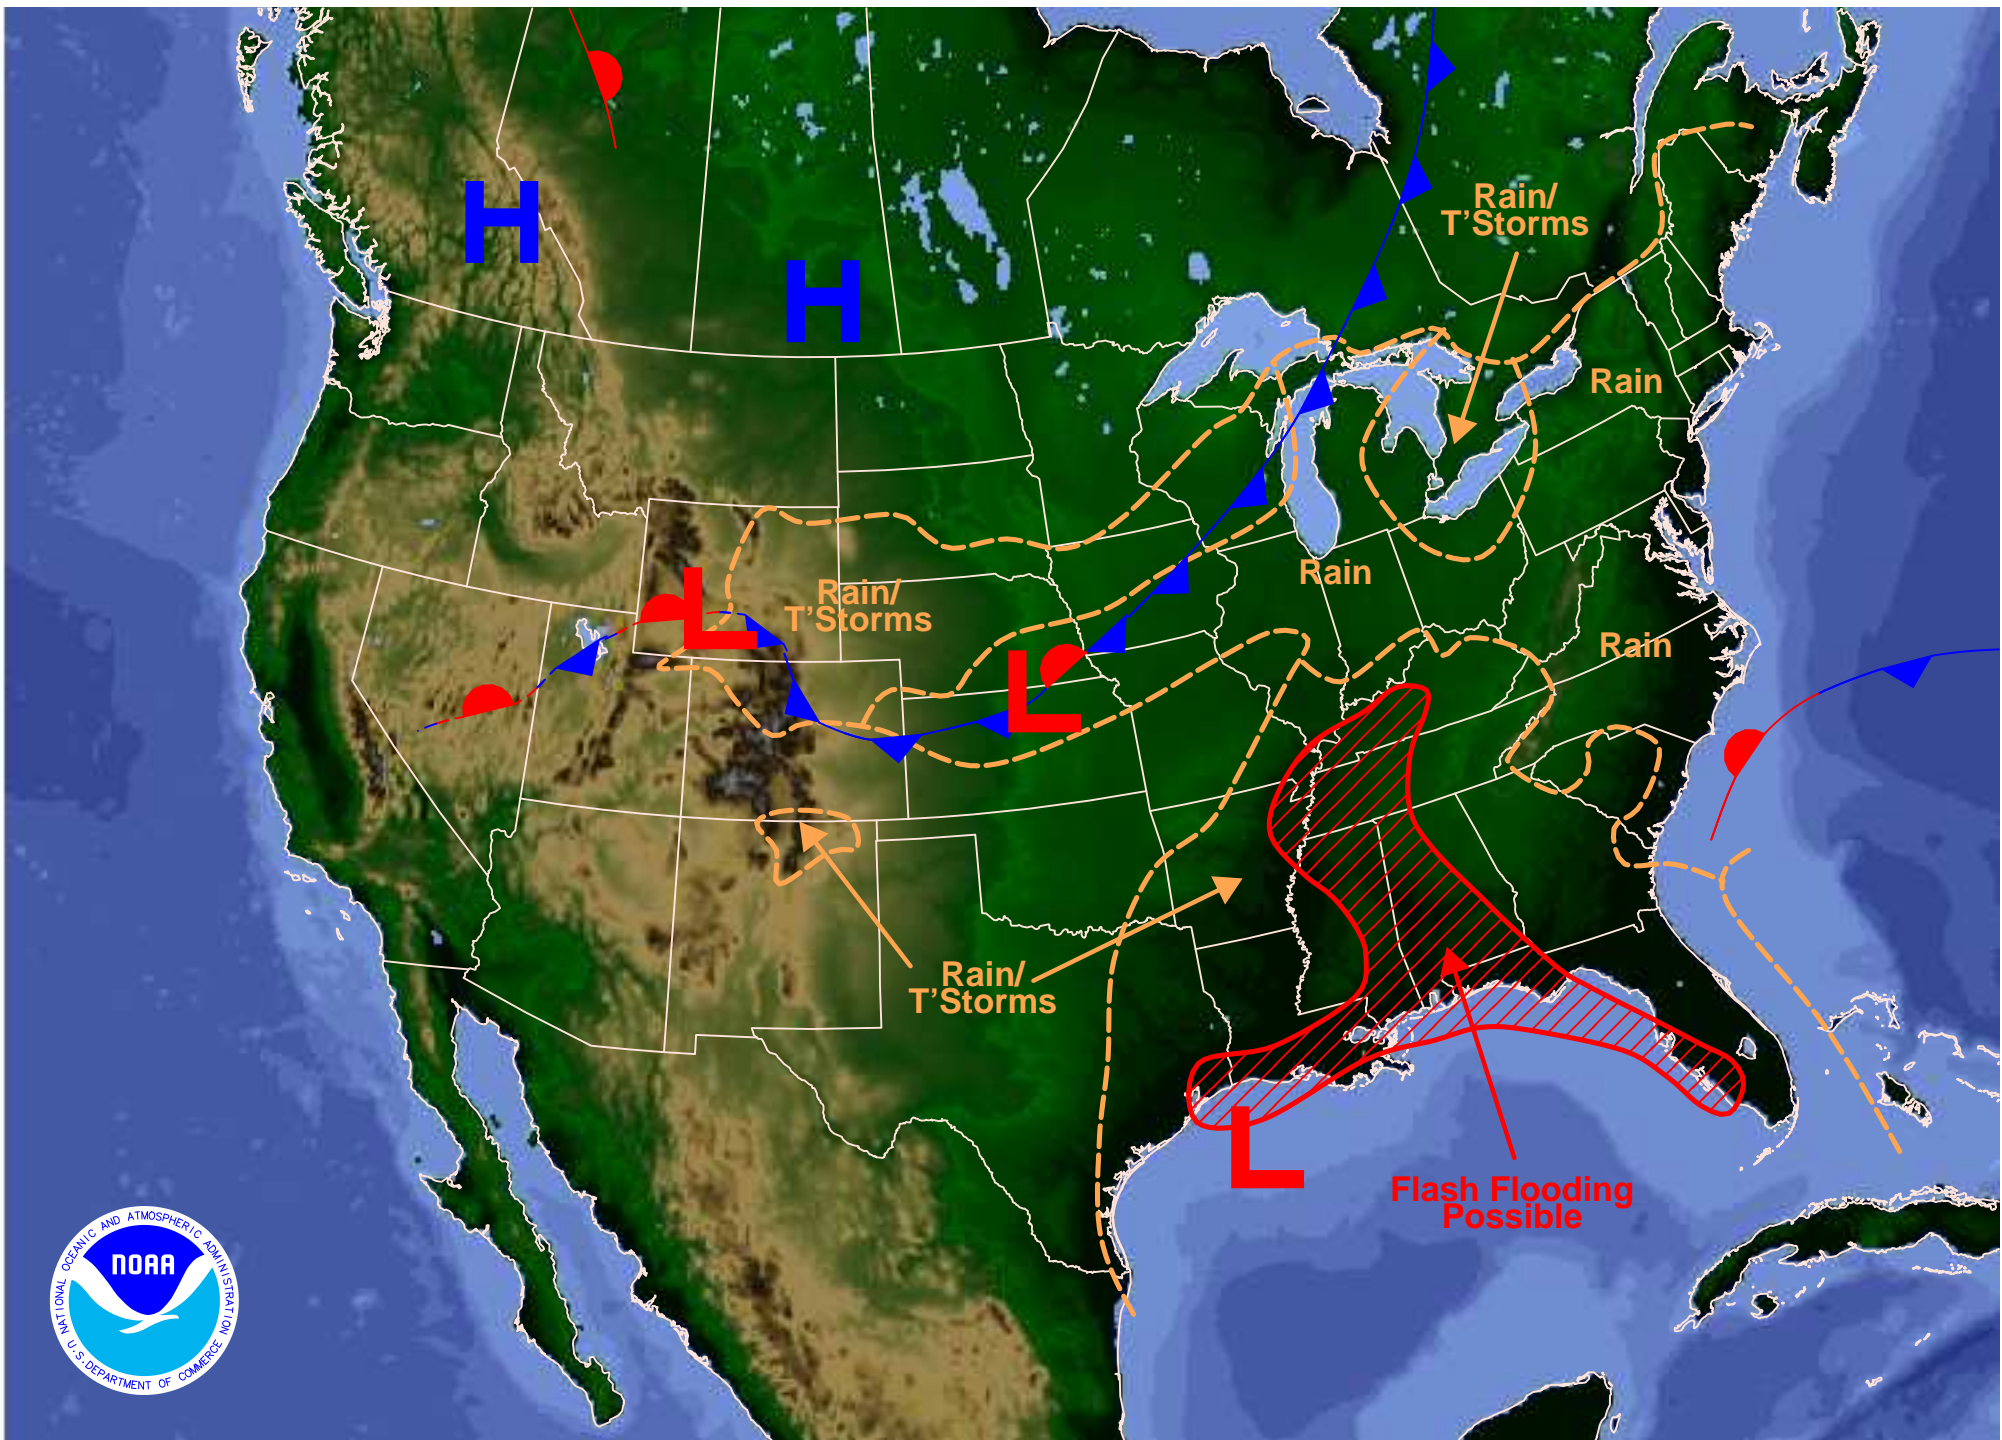 H
H
Rain/
T'Storms
Rain
L
Rain/
T'Storms
Rain
L
Rain
Rain/
T'Storms
L
Flash Flooding
Possible
NATIONAL OCEANIC AND ATMOSPHERIC ADMINISTRATION
NOAA
U.S. DEPARTMENT OF COMMERCE